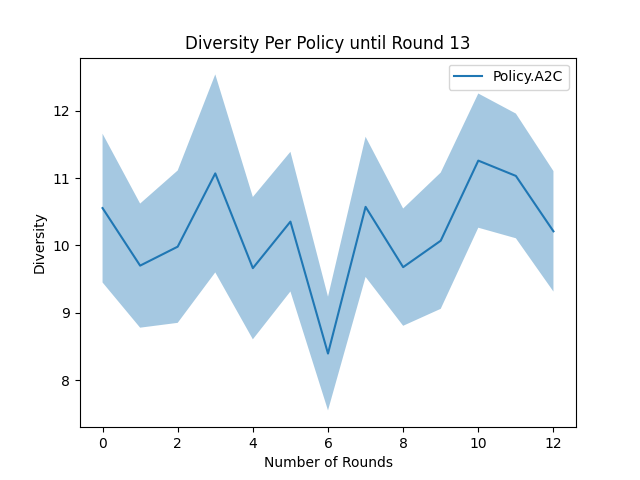 Diversity Per Policy until Round 13
Policy.A2C
12
11
10
9
8
Diversity
0 2 4 6 8 10 12
Number of Rounds